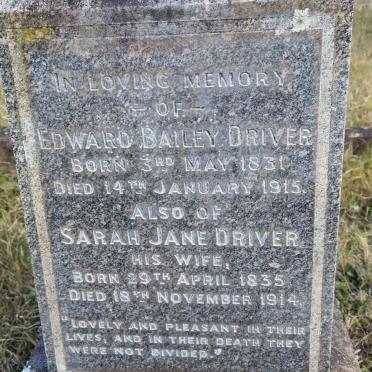 IN LOVING MEMORY
- OF -
EDWARD BAILEY DRIVER
BORN 3RD MAY 1831.
DIED 14TH JANUARY 1915.
ALSO OF
SARAH JANE DRIVER,
HIS WIFE,
BORN 29TH APRIL 1835
DIED 18TH NOVEMBER 1914.
"LOVELY AND PLEASANT IN THEIR
LIVES, AND IN THEIR DEATH THEY
WERE NOT DIVIDED."